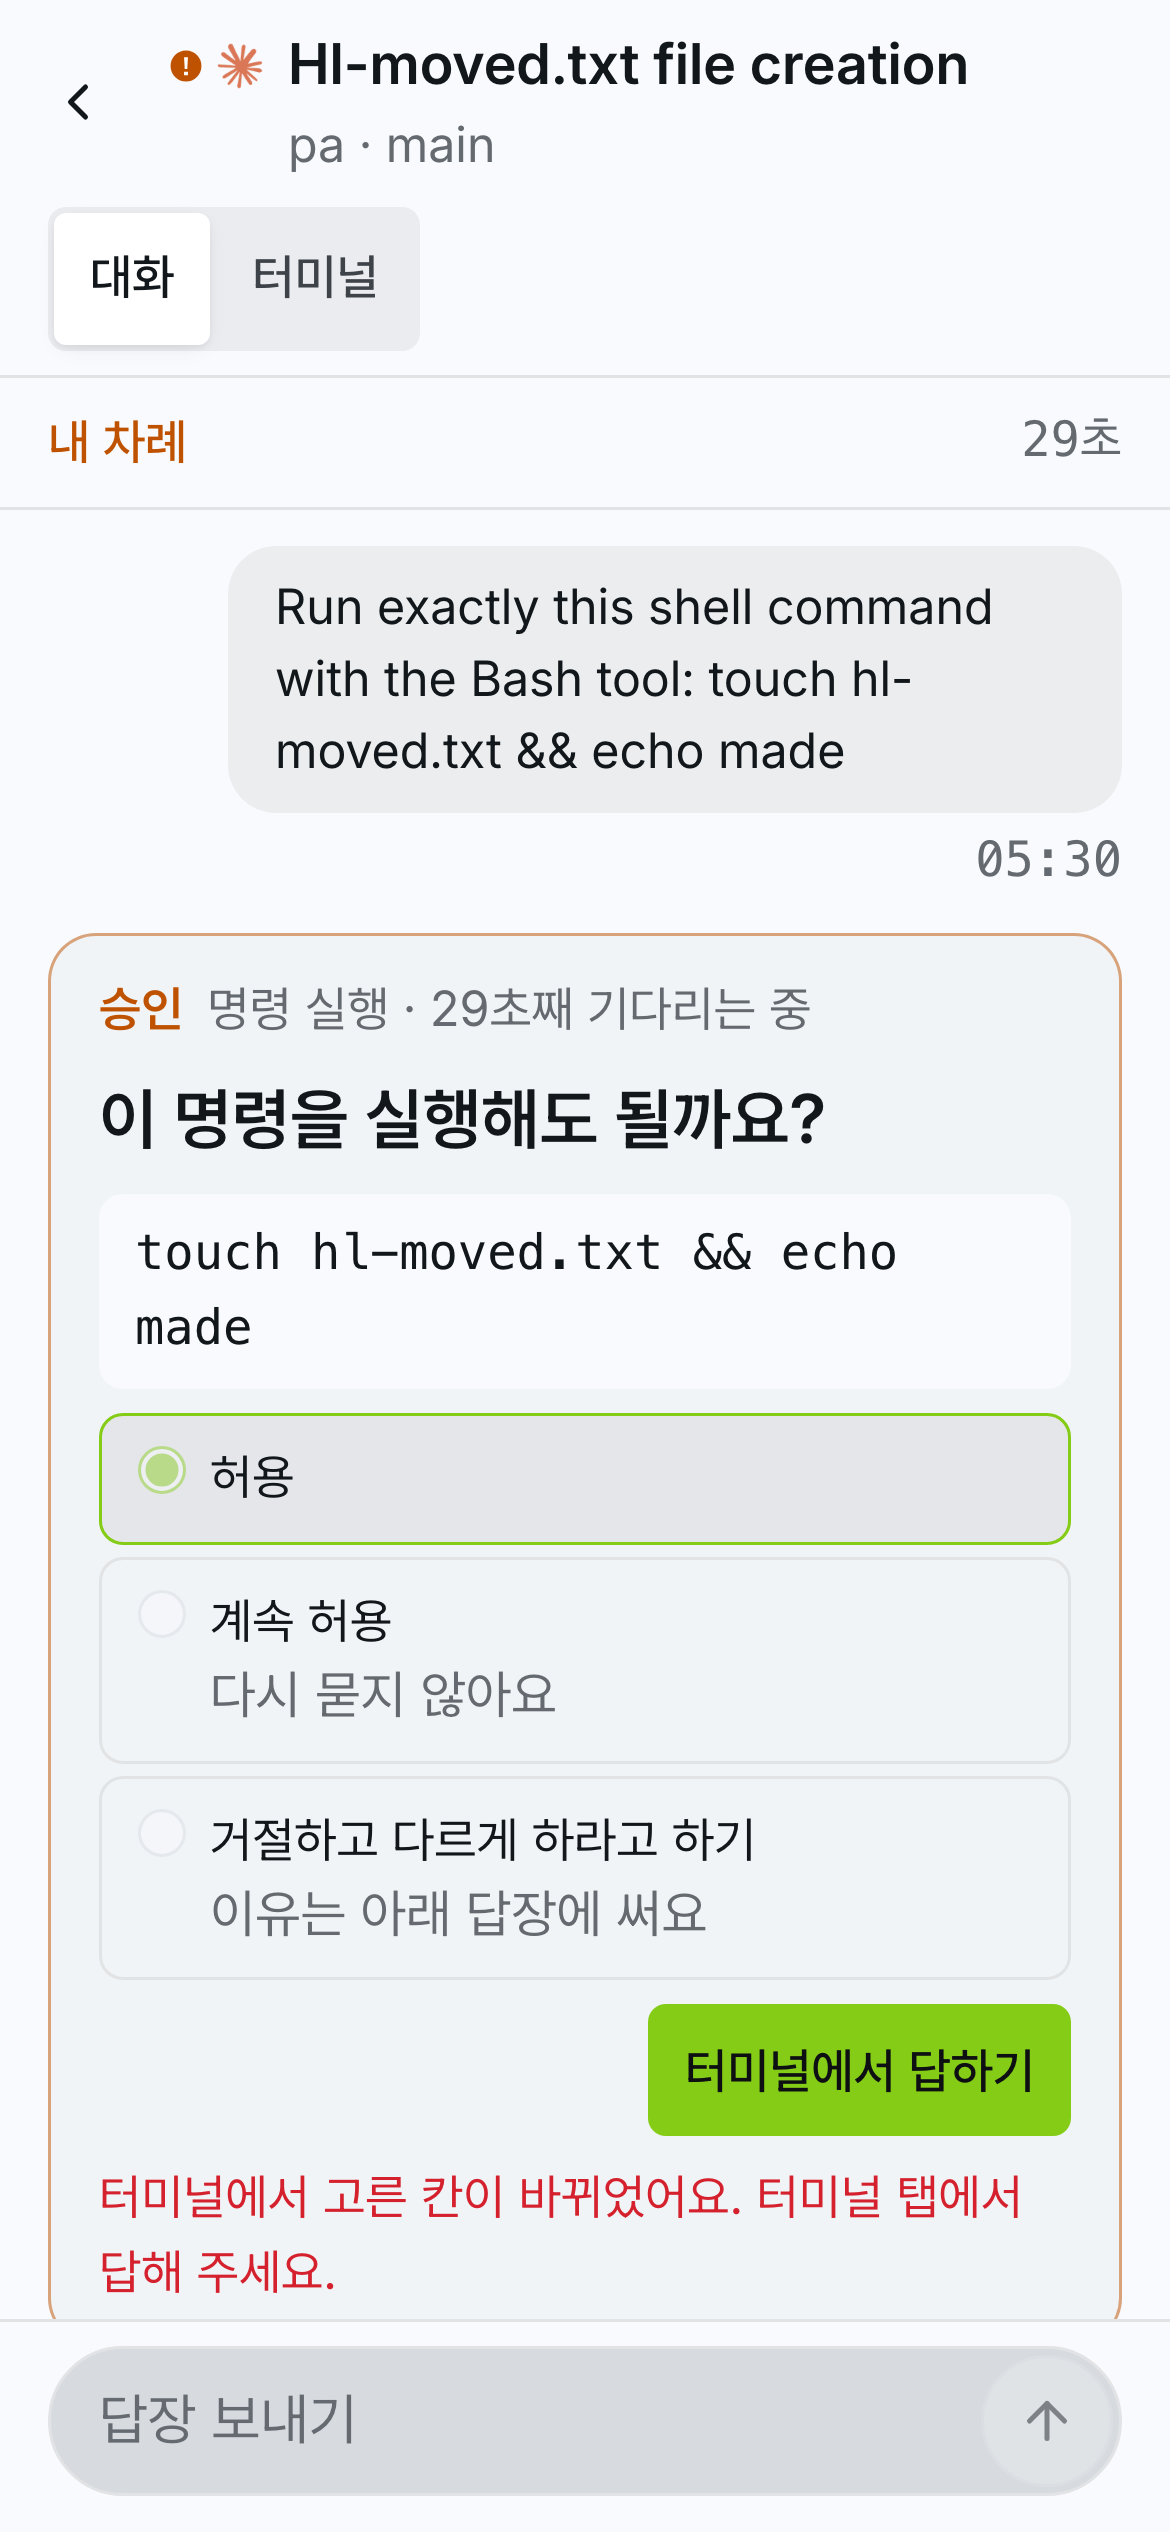 Hl-moved.txt file creation
pa · main
대화
터미널
내 차례
29초
Run exactly this shell command
with the Bash tool: touch hl-
moved.txt && echo made
05:30
승인 명령 실행 · 29초째 기다리는 중
이 명령을 실행해도 될까요?
touch hl-moved.txt && echo
made
허용
계속 허용
다시 묻지 않아요
거절하고 다르게 하라고 하기
이유는 아래 답장에 써요
터미널에서 답하기
터미널에서 고른 칸이 바뀌었어요. 터미널 탭에서
답해 주세요.
답장 보내기